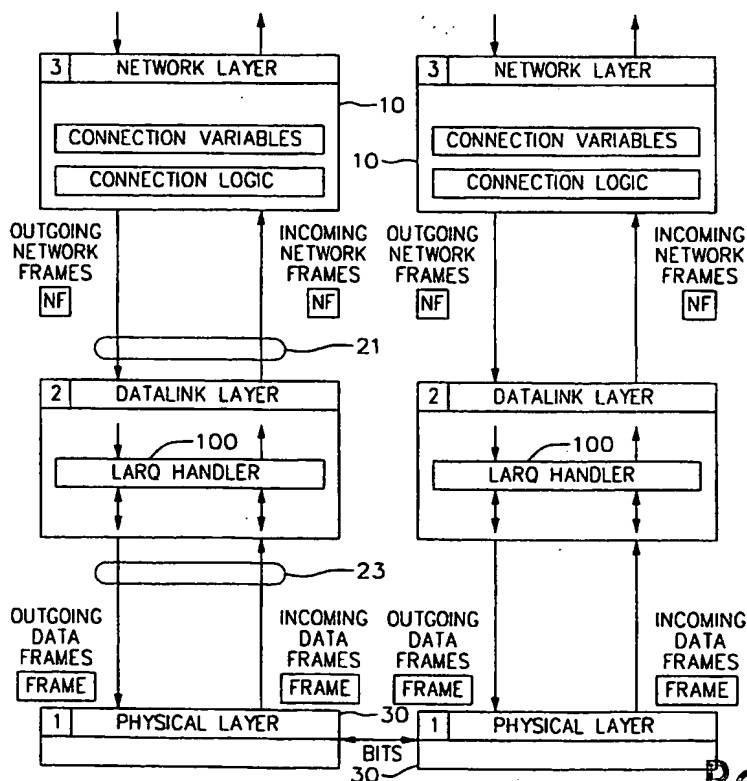 3 NETWORK LAYER
CONNECTION VARIABLES
CONNECTION LOGIC
10
OUTGOING
NETWORK
FRAMES
NF
INCOMING
NETWORK
FRAMES
NF
21
2 DATALINK LAYER
100
LARQ HANDLER
23
OUTGOING
DATA
FRAMES
FRAME
INCOMING
DATA
FRAMES
FRAME
1 PHYSICAL LAYER
30
BITS
3 NETWORK LAYER
CONNECTION VARIABLES
10
CONNECTION LOGIC
OUTGOING
NETWORK
FRAMES
NF
INCOMING
NETWORK
FRAMES
NF
2 DATALINK LAYER
100
LARQ HANDLER
OUTGOING
DATA
FRAMES
FRAME
INCOMING
DATA
FRAMES
FRAME
1 PHYSICAL LAYER
30